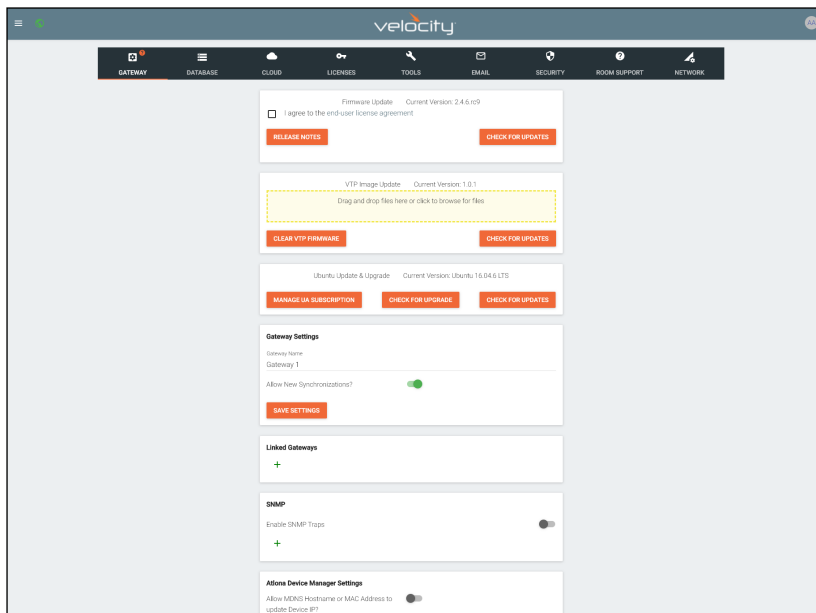 velocity
AA
GATEWAY DATABASE CLOUD LICENSES TOOLS EMAIL SECURITY ROOM SUPPORT NETWORK
Firmware Update Current Version: 2.4.6.rc9
I agree to the end-user license agreement
RELEASE NOTES CHECK FOR UPDATES
VTP Image Update Current Version: 1.0.1
Drag and drop files here or click to browse for files
CLEAR VTP FIRMWARE CHECK FOR UPDATES
Ubuntu Update & Upgrade Current Version: Ubuntu 16.04.6 LTS
MANAGE UA SUBSCRIPTION CHECK FOR UPGRADE CHECK FOR UPDATES
Gateway Settings
Gateway Name
Gateway 1
Allow New Synchronizations?
SAVE SETTINGS
Linked Gateways
+
SNMP
Enable SNMP Traps
+
Atlona Device Manager Settings
Allow MDNS Hostname or MAC Address to
update Device IP?